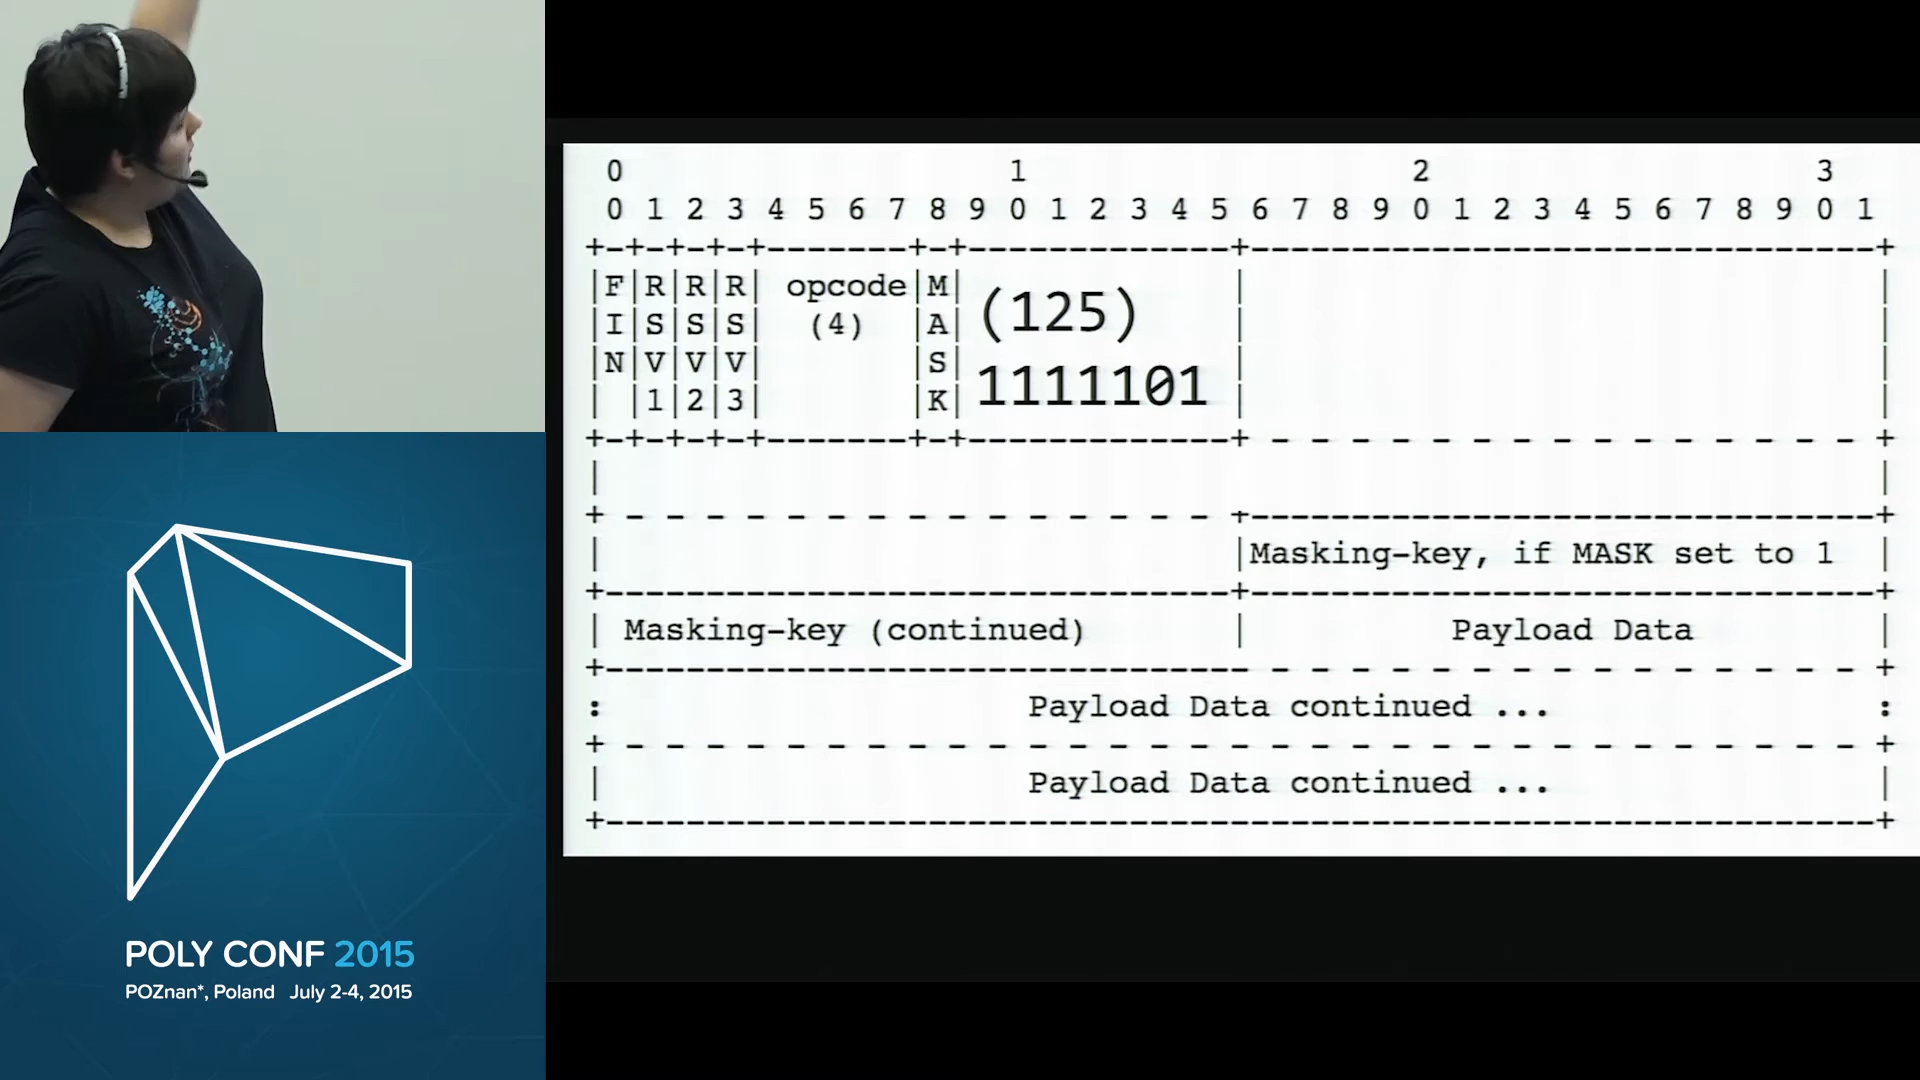 0 1 2 3
0 1 2 3 4 5 6 7 8 9 0 1 2 3 4 5 6 7 8 9 0 1 2 3 4 5 6 7 8 9 0 1
+-+-+-+-+-------+-+-------------+-------------------------------+
|F|R|R|R| opcode|M| (125) | |
|I|S|S|S| (4) |A| | |
|N|V|V|V| |S| 1111101 | |
| |1|2|3| |K| | |
+-+-+-+-+-------+-+-------------+ - - - - - - - - - - - - - - - +
| |
+ - - - - - - - - - - - - - - - +-------------------------------+
| |Masking-key, if MASK set to 1 |
+-------------------------------+-------------------------------+
| Masking-key (continued) | Payload Data |
+-------------------------------- - - - - - - - - - - - - - - - +
: Payload Data continued ... :
+ - - - - - - - - - - - - - - - - - - - - - - - - - - - - - - - +
| Payload Data continued ... |
+---------------------------------------------------------------+
POLY CONF 2015
POZnan*, Poland July 2-4, 2015